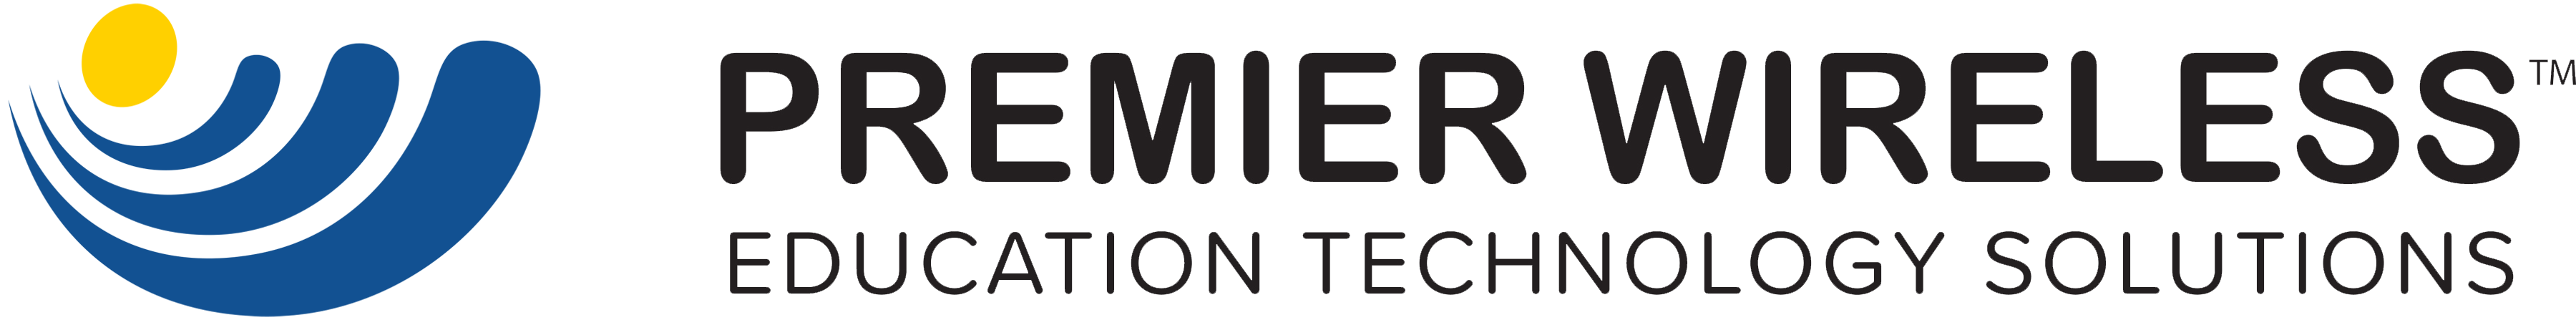 PREMIER WIRELESS™
EDUCATION TECHNOLOGY SOLUTIONS